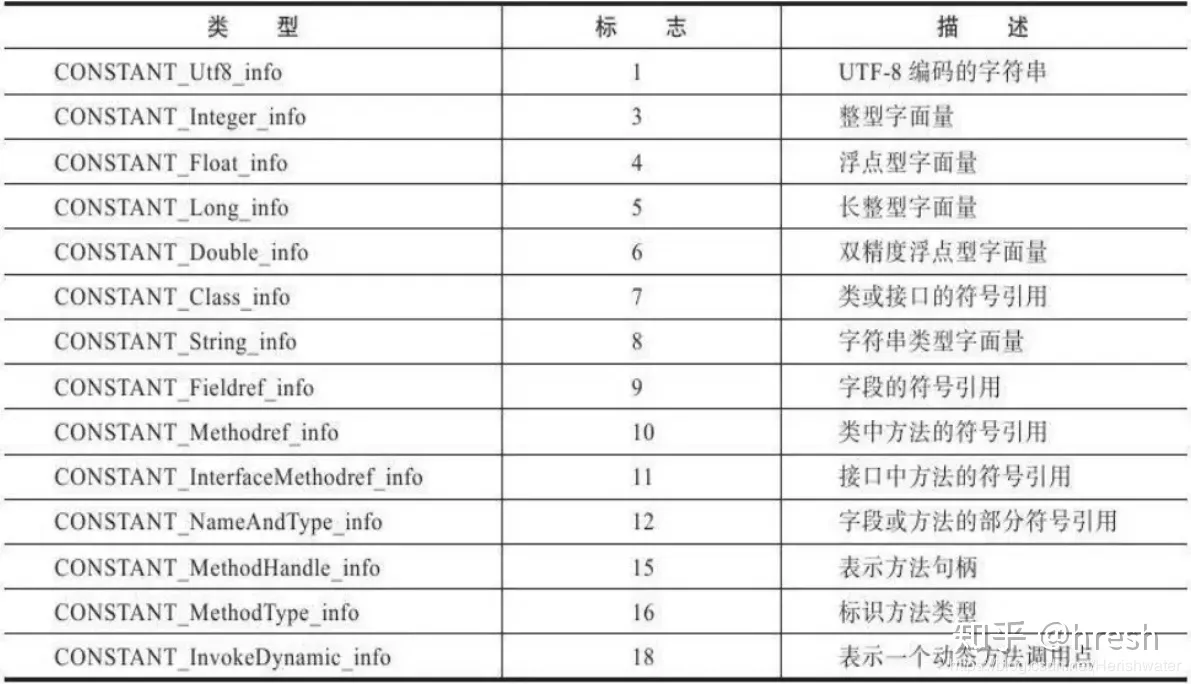 类 型 标 志 描 述
CONSTANT_Utf8_info 1 UTF-8 编码的字符串
CONSTANT_Integer_info 3 整型字面量
CONSTANT_Float_info 4 浮点型字面量
CONSTANT_Long_info 5 长整型字面量
CONSTANT_Double_info 6 双精度浮点型字面量
CONSTANT_Class_info 7 类或接口的符号引用
CONSTANT_String_info 8 字符串类型字面量
CONSTANT_Fieldref_info 9 字段的符号引用
CONSTANT_Methodref_info 10 类中方法的符号引用
CONSTANT_InterfaceMethodref_info 11 接口中方法的符号引用
CONSTANT_NameAndType_info 12 字段或方法的部分符号引用
CONSTANT_MethodHandle_info 15 表示方法句柄
CONSTANT_MethodType_info 16 标识方法类型
知乎 @hresh
CONSTANT_InvokeDynamic_info 18 表示一个动态方法调用点